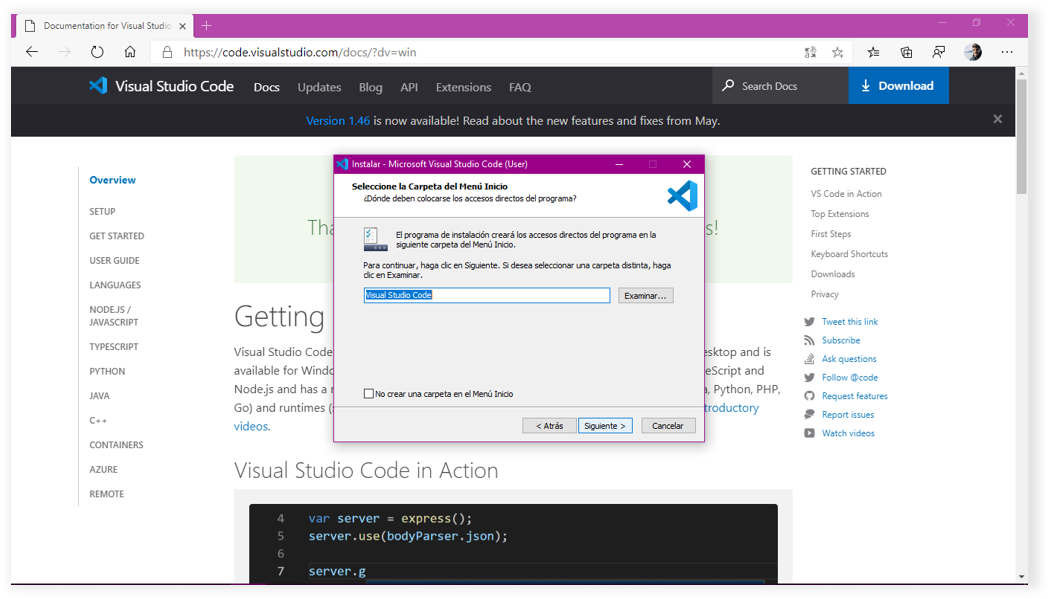 Documentation for Visual Studio
https://code.visualstudio.com/docs/?dv=win
Visual Studio Code
Docs
Updates
Blog
API
Extensions
FAQ
Search Docs
Download
Version 1.46 is now available! Read about the new features and fixes from May.
Overview
SETUP
GET STARTED
USER GUIDE
LANGUAGES
NODE.JS /
JAVASCRIPT
TYPESCRIPT
PYTHON
JAVA
C++
CONTAINERS
AZURE
REMOTE
Tha
s!
Getting
Visual Studio Code
esktop and is
available for Windo
eScript and
Node.js and has a r
a, Python, PHP,
Go) and runtimes (
troductory
videos.
Visual Studio Code in Action
4 var server = express();
5 server.use(bodyParser.json);
6
7 server.g
Instalar - Microsoft Visual Studio Code (User)
Seleccione la Carpeta del Menú Inicio
¿Dónde deben colocarse los accesos directos del programa?
El programa de instalación creará los accesos directos del programa en la
siguiente carpeta del Menú Inicio.
Para continuar, haga clic en Siguiente. Si desea seleccionar una carpeta distinta, haga
clic en Examinar.
Visual Studio Code
Examinar...
No crear una carpeta en el Menú Inicio
< Atrás
Siguiente >
Cancelar
GETTING STARTED
VS Code in Action
Top Extensions
First Steps
Keyboard Shortcuts
Downloads
Privacy
Tweet this link
Subscribe
Ask questions
Follow @code
Request features
Report issues
Watch videos